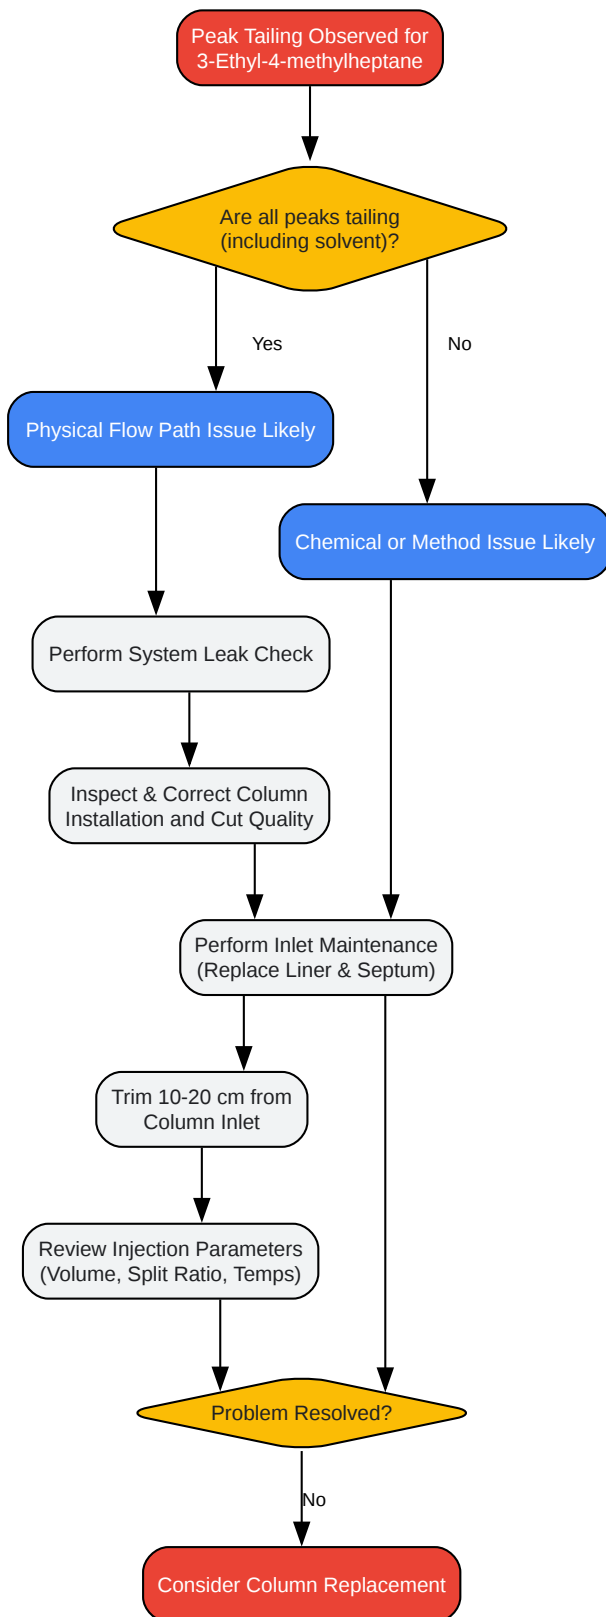 Peak Tailing Observed for
3-Ethyl-4-methylheptane
Are all peaks tailing
(including solvent)?
Yes
No
Physical Flow Path Issue Likely
Chemical or Method Issue Likely
Perform System Leak Check
Inspect & Correct Column
Installation and Cut Quality
Perform Inlet Maintenance
(Replace Liner & Septum)
Trim 10-20 cm from
Column Inlet
Review Injection Parameters
(Volume, Split Ratio, Temps)
Problem Resolved?
No
Consider Column Replacement